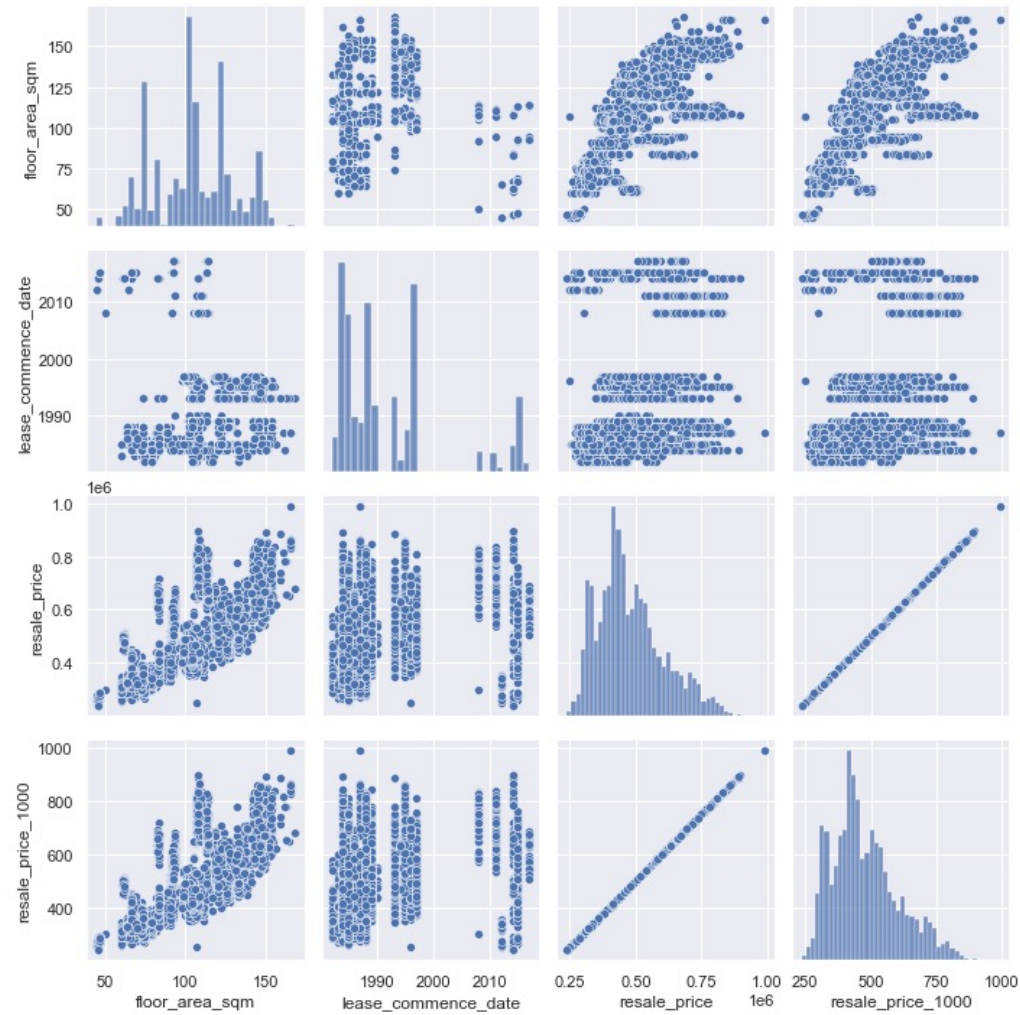 floor_area_sqm
150
125
100
75
50
lease_commence_date
2010
2000
1990
1e6
resale_price
1.0
0.8
0.6
0.4
resale_price_1000
1000
800
600
400
50 100 150
1990 2000 2010
0.25 0.50 0.75 1.00
250 500 750 1000
1e6
floor_area_sqm
lease_commence_date
resale_price
resale_price_1000